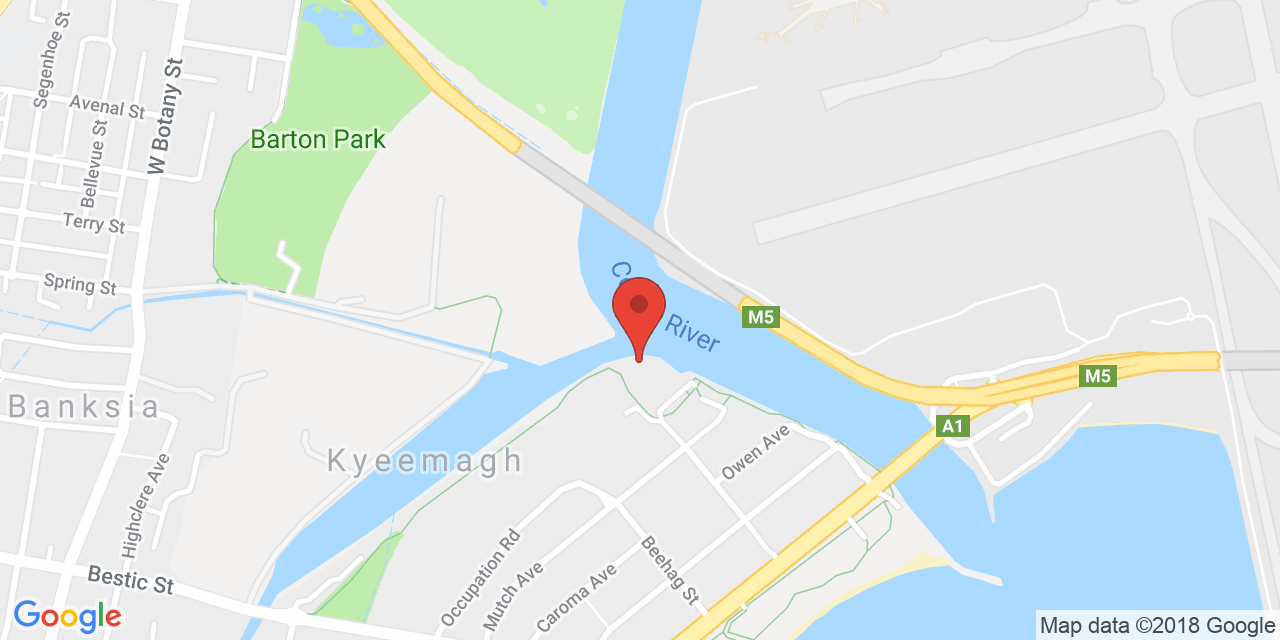 Segenhoe St
Avenal St
W Botany St
Bellevue St
Barton Park
Terry St
Spring St
River
M5
M5
A1
Banksia
Kyeemagh
Owen Ave
Highclere Ave
Occupation Rd
Mutch Ave
Caroma Ave
Beehag St
Bestic St
Google
Map data ©2018 Google